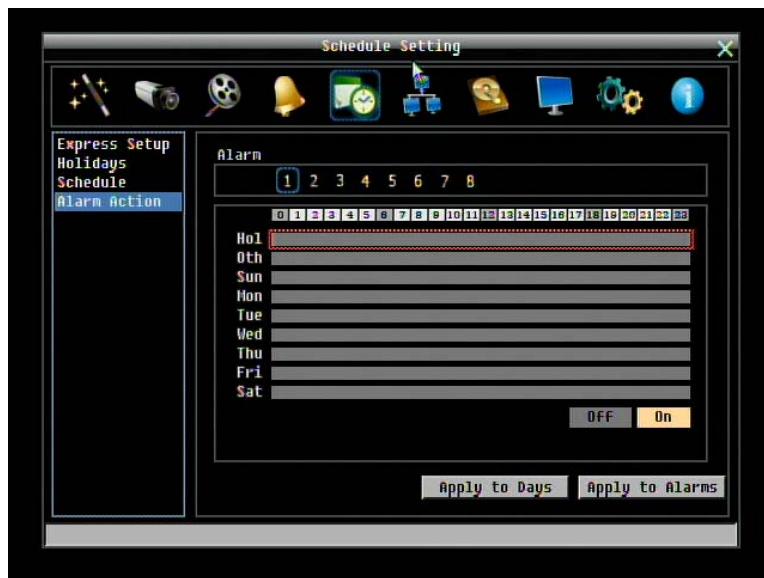 Schedule Setting
Express Setup
Holidays
Schedule
Alarm Action
Alarm
1 2 3 4 5 6 7 8
0 1 2 3 4 5 6 7 8 9 10 11 12 13 14 15 16 17 18 19 20 21 22 23
Hol
Oth
Sun
Mon
Tue
Wed
Thu
Fri
Sat
Off On
Apply to Days Apply to Alarms